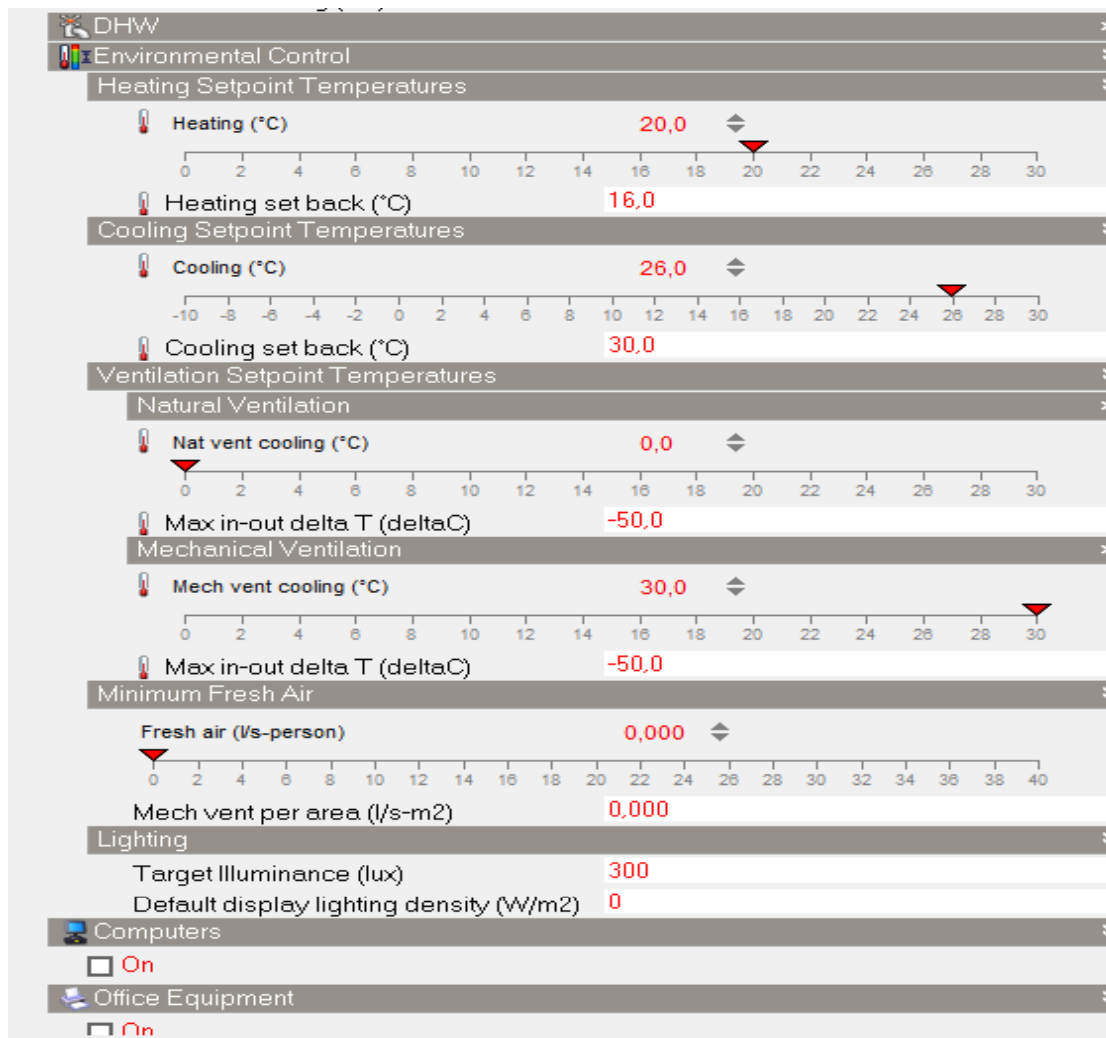 DHW
Environmental Control
Heating Setpoint Temperatures
Heating (°C) 20,0
0 2 4 6 8 10 12 14 16 18 20 22 24 26 28 30
Heating set back (°C) 16,0
Cooling Setpoint Temperatures
Cooling (°C) 26,0
-10 -8 -6 -4 -2 0 2 4 6 8 10 12 14 16 18 20 22 24 26 28 30
Cooling set back (°C) 30,0
Ventilation Setpoint Temperatures
Natural Ventilation
Nat vent cooling (°C) 0,0
0 2 4 6 8 10 12 14 16 18 20 22 24 26 28 30
Max in-out delta T (deltaC) -50,0
Mechanical Ventilation
Mech vent cooling (°C) 30,0
0 2 4 6 8 10 12 14 16 18 20 22 24 26 28 30
Max in-out delta T (deltaC) -50,0
Minimum Fresh Air
Fresh air (l/s-person) 0,000
0 2 4 6 8 10 12 14 16 18 20 22 24 26 28 30 32 34 36 38 40
Mech vent per area (l/s-m2) 0,000
Lighting
Target Illuminance (lux) 300
Default display lighting density (W/m2) 0
Computers
On
Office Equipment
On